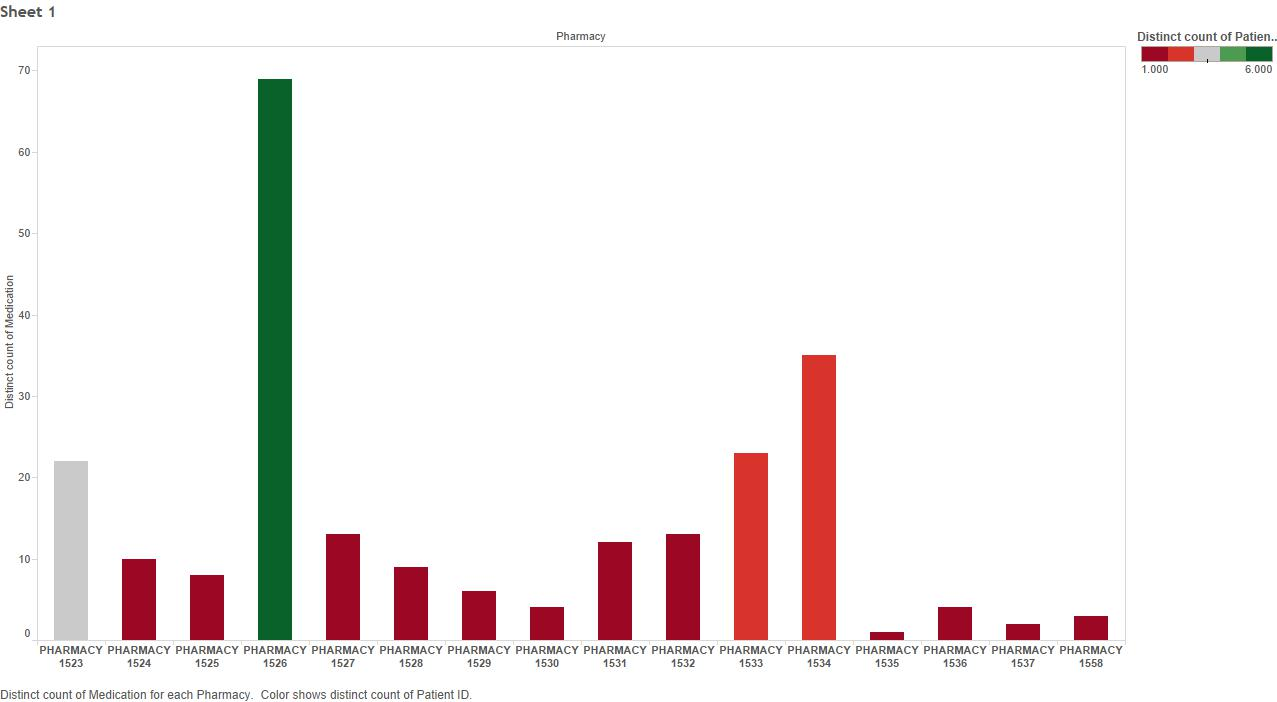 Sheet 1
Pharmacy
Distinct count of Patien..
1.000 6.000
Distinct count of Medication
70
60
50
40
30
20
10
0
PHARMACY 1523
PHARMACY 1524
PHARMACY 1525
PHARMACY 1526
PHARMACY 1527
PHARMACY 1528
PHARMACY 1529
PHARMACY 1530
PHARMACY 1531
PHARMACY 1532
PHARMACY 1533
PHARMACY 1534
PHARMACY 1535
PHARMACY 1536
PHARMACY 1537
PHARMACY 1558
Distinct count of Medication for each Pharmacy.  Color shows distinct count of Patient ID.